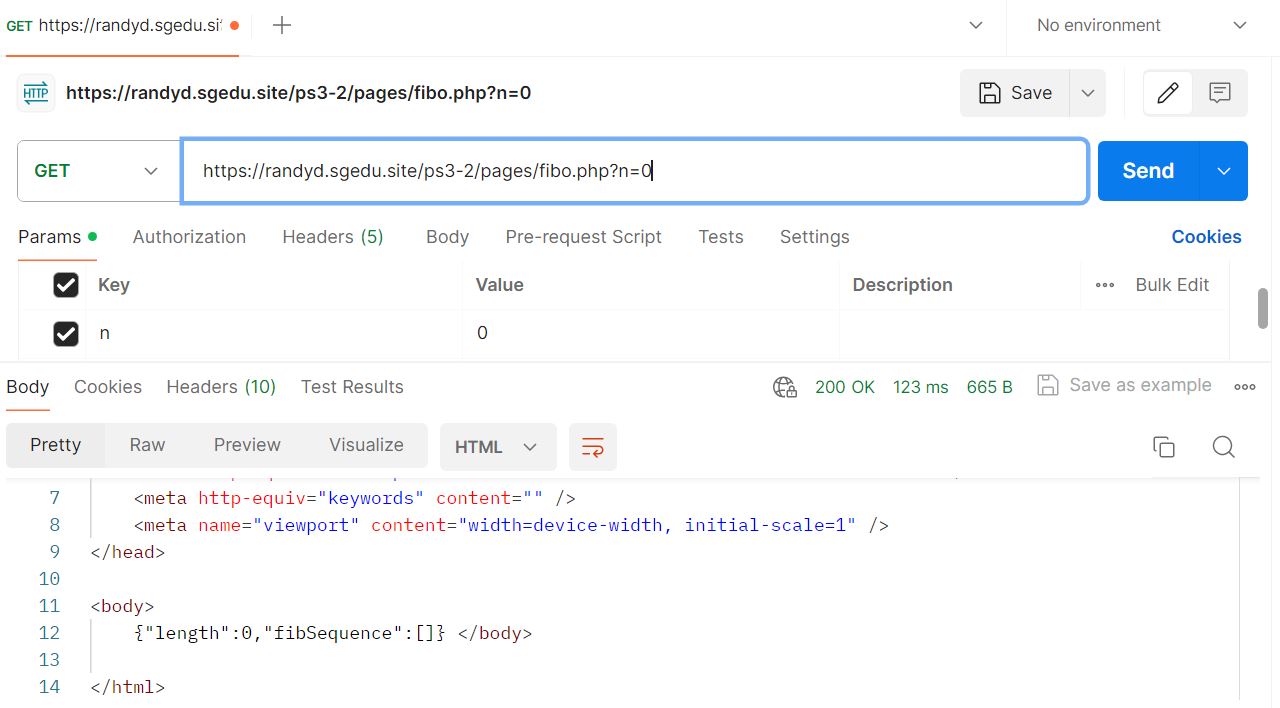 GET https://randyd.sgedu.si
No environment
HTTP https://randyd.sgedu.site/ps3-2/pages/fibo.php?n=0
Save
GET https://randyd.sgedu.site/ps3-2/pages/fibo.php?n=0 Send
Params Authorization Headers (5) Body Pre-request Script Tests Settings Cookies
Key Value Description Bulk Edit
n 0
Body Cookies Headers (10) Test Results 200 OK 123 ms 665 B Save as example
Pretty Raw Preview Visualize HTML
7 <meta http-equiv="keywords" content="" />
8 <meta name="viewport" content="width=device-width, initial-scale=1" />
9 </head>
10
11 <body>
12 {"length":0,"fibSequence":[]} </body>
13
14 </html>